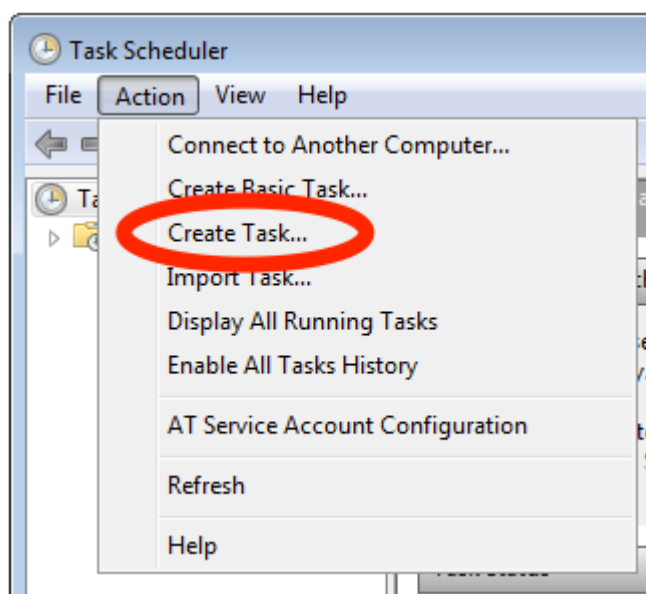 Task Scheduler
File Action View Help
Connect to Another Computer...
Create Basic Task...
Create Task...
Import Task...
Display All Running Tasks
Enable All Tasks History
AT Service Account Configuration
Refresh
Help